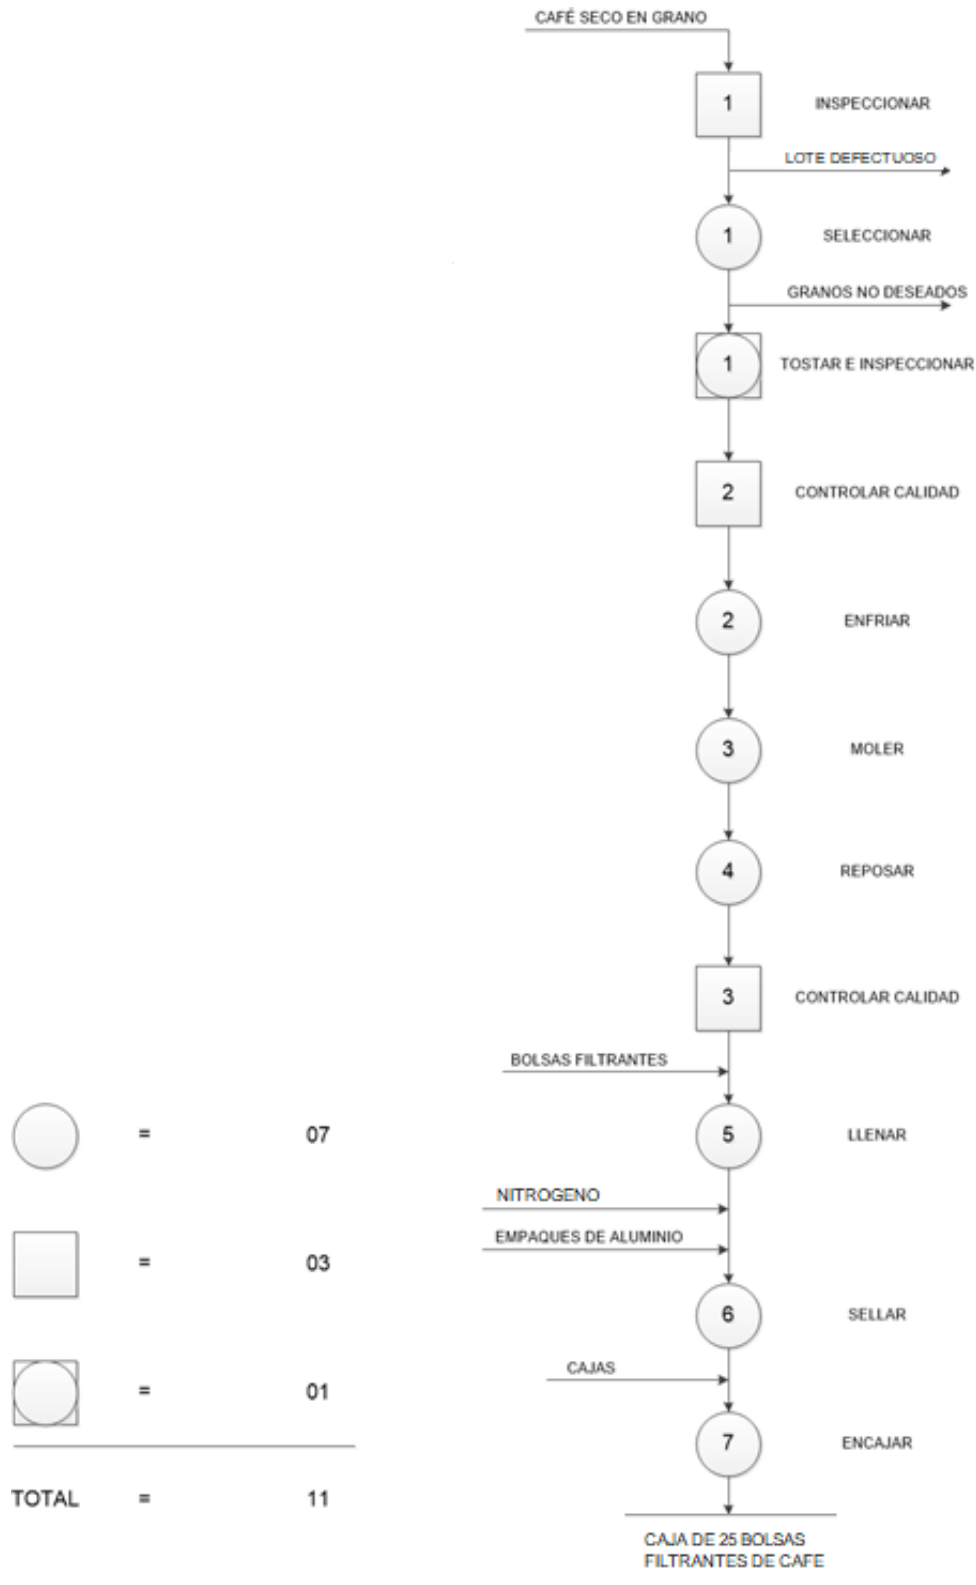 CAFÉ SECO EN GRANO
1 INSPECCIONAR
LOTE DEFECTUOSO
1 SELECCIONAR
GRANOS NO DESEADOS
1 TOSTAR E INSPECCIONAR
2 CONTROLAR CALIDAD
2 ENFRIAR
3 MOLER
4 REPOSAR
3 CONTROLAR CALIDAD
BOLSAS FILTRANTES
5 LLENAR
NITROGENO
EMPAQUES DE ALUMINIO
6 SELLAR
CAJAS
7 ENCAJAR
CAJA DE 25 BOLSAS
FILTRANTES DE CAFE
= 07
= 03
= 01
TOTAL = 11